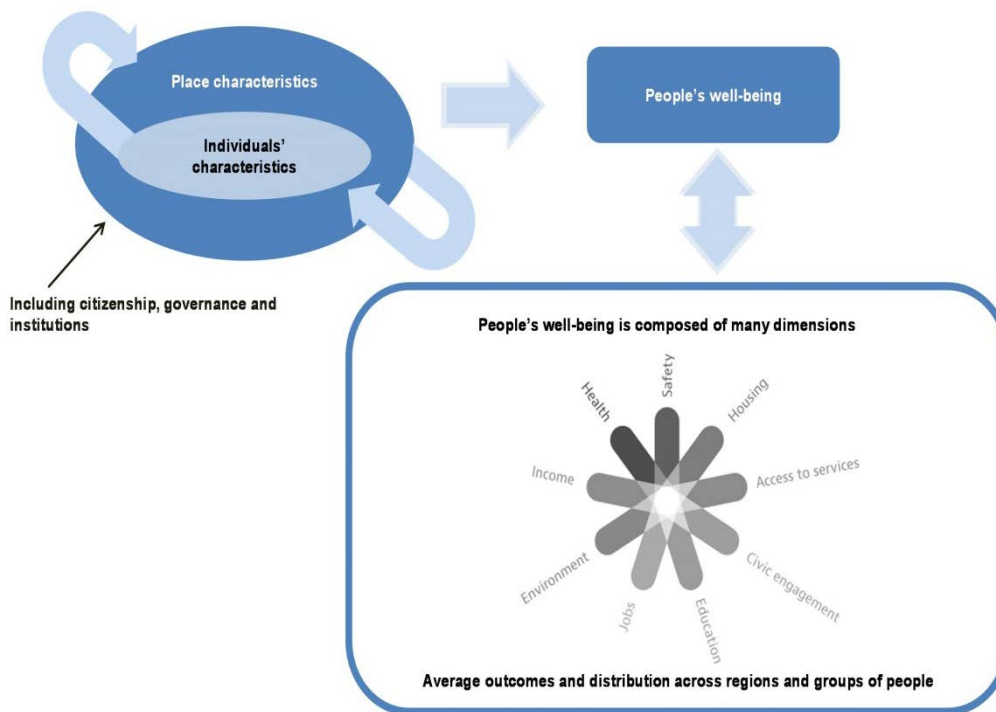 Place characteristics
Individuals’
characteristics
People’s well-being
Including citizenship, governance and
institutions
People’s well-being is composed of many dimensions
Safety
Health
Housing
Income
Access to services
Environment
Civic engagement
Jobs
Education
Average outcomes and distribution across regions and groups of people